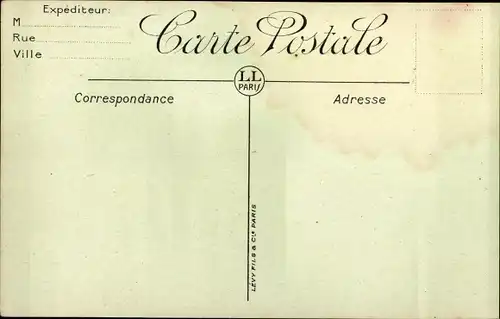 Expéditeur:
M
Rue
Ville
Carte Postale
LL
PARIS
Correspondance
Adresse
LÉVY FILS & Cie PARIS